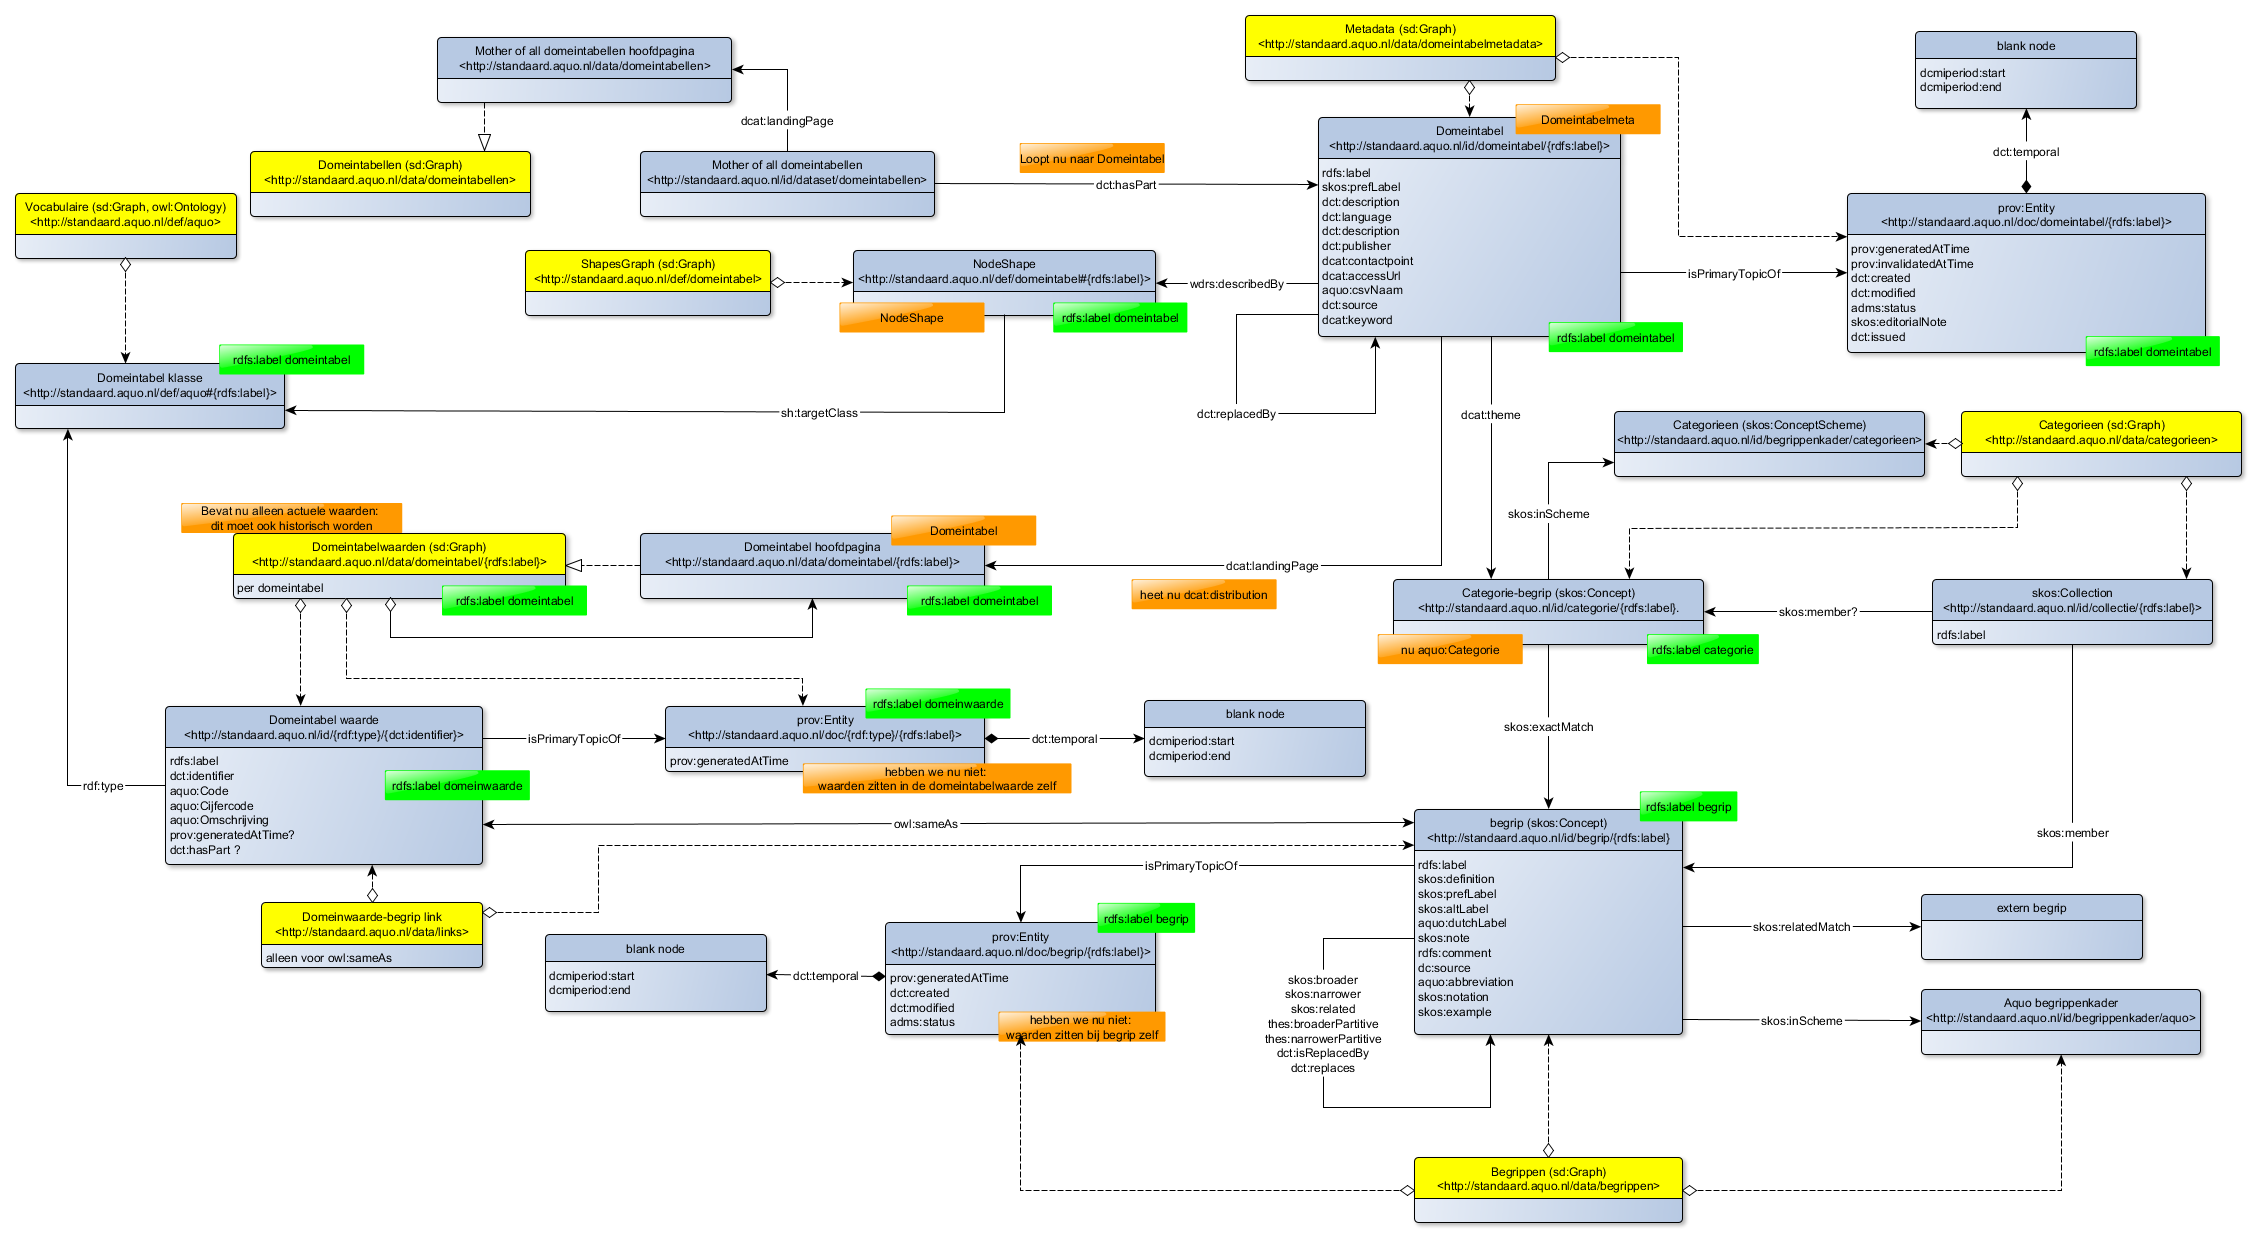 Mother of all domeintabellen hoofdpagina
<http://standaard.aquo.nl/data/domeintabellen>
dcat:landingPage
Domeintabellen (sd:Graph)
<http://standaard.aquo.nl/data/domeintabellen>
Mother of all domeintabellen
<http://standaard.aquo.nl/id/dataset/domeintabellen>
Loopt nu naar Domeintabel
dct:hasPart
Metadata (sd:Graph)
<http://standaard.aquo.nl/data/domeintabelmetadata>
Domeintabelmeta
Domeintabel
<http://standaard.aquo.nl/id/domeintabel/{rdfs:label}>
rdfs:label
skos:prefLabel
dct:description
dct:language
dct:description
dct:publisher
dcat:contactpoint
dcat:accessUrl
aquo:csvNaam
dct:source
dcat:keyword
rdfs:label domeintabel
blank node
dcmiperiod:start
dcmiperiod:end
dct:temporal
prov:Entity
<http://standaard.aquo.nl/doc/domeintabel/{rdfs:label}>
prov:generatedAtTime
prov:invalidatedAtTime
dct:created
dct:modified
adms:status
skos:editorialNote
dct:issued
rdfs:label domeintabel
isPrimaryTopicOf
Vocabulaire (sd:Graph, owl:Ontology)
<http://standaard.aquo.nl/def/aquo>
ShapesGraph (sd:Graph)
<http://standaard.aquo.nl/def/domeintabel>
NodeShape
<http://standaard.aquo.nl/def/domeintabel#{rdfs:label}>
NodeShape
rdfs:label domeintabel
wdrs:describedBy
dct:replacedBy
rdfs:label domeintabel
Domeintabel klasse
<http://standaard.aquo.nl/def/aquo#{rdfs:label}>
sh:targetClass
dcat:theme
Categorieen (skos:ConceptScheme)
<http://standaard.aquo.nl/id/begrippenkader/categorieen>
Categorieen (sd:Graph)
<http://standaard.aquo.nl/data/categorieen>
skos:inScheme
Bevat nu alleen actuele waarden:
dit moet ook historisch worden
Domeintabelwaarden (sd:Graph)
<http://standaard.aquo.nl/data/domeintabel/{rdfs:label}>
per domeintabel
rdfs:label domeintabel
Domeintabel
Domeintabel hoofdpagina
<http://standaard.aquo.nl/data/domeintabel/{rdfs:label}>
rdfs:label domeintabel
dcat:landingPage
heet nu dcat:distribution
Categorie-begrip (skos:Concept)
<http://standaard.aquo.nl/id/categorie/{rdfs:label}.
nu aquo:Categorie
rdfs:label categorie
skos:member?
skos:Collection
<http://standaard.aquo.nl/id/collectie/{rdfs:label}>
rdfs:label
skos:exactMatch
skos:member
Domeintabel waarde
<http://standaard.aquo.nl/id/{rdf:type}/{dct:identifier}>
rdfs:label
dct:identifier
aquo:Code
aquo:Cijfercode
aquo:Omschrijving
prov:generatedAtTime?
dct:hasPart ?
rdfs:label domeinwaarde
rdf:type
isPrimaryTopicOf
rdfs:label domeinwaarde
prov:Entity
<http://standaard.aquo.nl/doc/{rdf:type}/{rdfs:label}>
prov:generatedAtTime
hebben we nu niet:
waarden zitten in de domeintabelwaarde zelf
dct:temporal
blank node
dcmiperiod:start
dcmiperiod:end
owl:sameAs
rdfs:label begrip
begrip (skos:Concept)
<http://standaard.aquo.nl/id/begrip/{rdfs:label}
rdfs:label
skos:definition
skos:prefLabel
skos:altLabel
aquo:dutchLabel
skos:note
rdfs:comment
dc:source
aquo:abbreviation
skos:notation
skos:example
isPrimaryTopicOf
Domeinwaarde-begrip link
<http://standaard.aquo.nl/data/links>
alleen voor owl:sameAs
blank node
dcmiperiod:start
dcmiperiod:end
dct:temporal
rdfs:label begrip
prov:Entity
<http://standaard.aquo.nl/doc/begrip/{rdfs:label}>
prov:generatedAtTime
dct:created
dct:modified
adms:status
hebben we nu niet:
waarden zitten bij begrip zelf
skos:broader
skos:narrower
skos:related
thes:broaderPartitive
thes:narrowerPartitive
dct:isReplacedBy
dct:replaces
skos:relatedMatch
extern begrip
skos:inScheme
Aquo begrippenkader
<http://standaard.aquo.nl/id/begrippenkader/aquo>
Begrippen (sd:Graph)
<http://standaard.aquo.nl/data/begrippen>